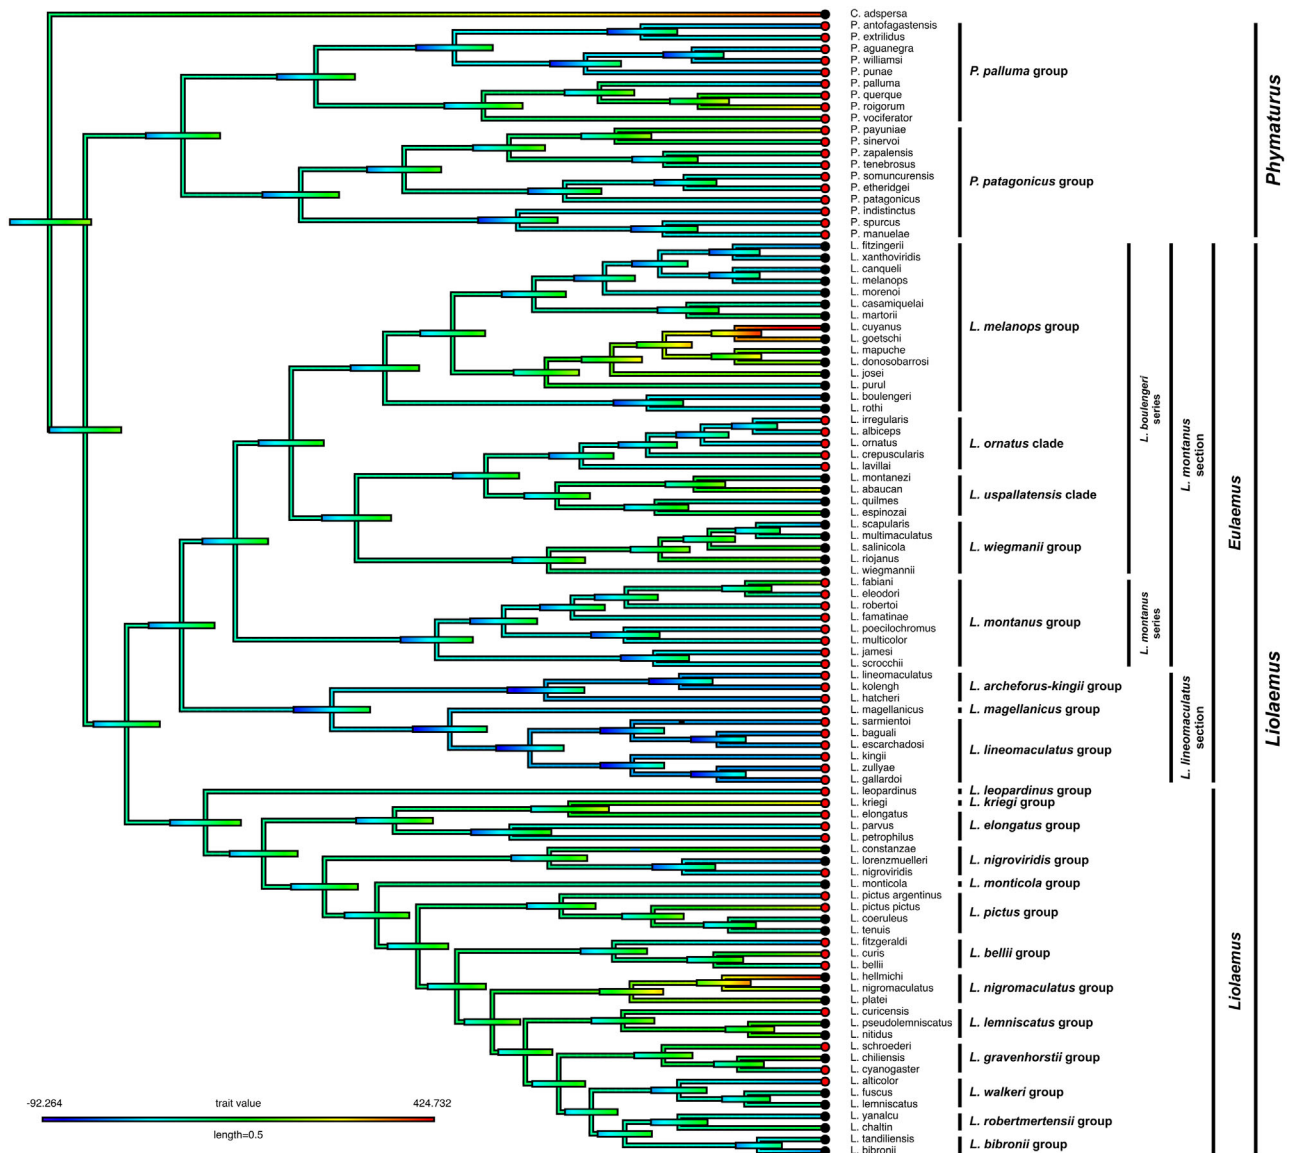 C. adspersa
P. antofagastensis
P. extrilidus
P. aguanegra
P. williamsi
P. punae
P. palluma
P. querque
P. roigorum
P. vociferator
P. palluma group
P. payuniae
P. sinervoi
P. zapalensis
P. tenebrosus
P. somuncurensis
P. etheridgei
P. patagonicus
P. indistinctus
P. spurcus
P. manuelae
P. patagonicus group
Phymaturus
L. fitzingerii
L. xanthoviridis
L. canqueli
L. melanops
L. morenoi
L. casamiquelai
L. martorii
L. cuyanus
L. goetschi
L. mapuche
L. donosobarrosi
L. josei
L. purul
L. boulengeri
L. rothi
L. melanops group
L. irregularis
L. albiceps
L. ornatus
L. crepuscularis
L. lavillai
L. ornatus clade
L. montanezi
L. abaucan
L. quilmes
L. espinozai
L. uspallatensis clade
L. scapularis
L. multimaculatus
L. salinicola
L. riojanus
L. wiegmannii
L. wiegmanii group
L. boulengeri
series
L. fabiani
L. eleodori
L. robertoi
L. famatinae
L. poecilochromus
L. multicolor
L. jamesi
L. scrocchii
L. montanus group
L. montanus
series
L. montanus
section
L. lineomaculatus
L. kolengh
L. hatcheri
L. archeforus-kingii group
L. magellanicus
L. magellanicus group
L. sarmientoi
L. baguali
L. escarchadosi
L. kingii
L. zullyae
L. gallardoi
L. lineomaculatus group
L. lineomaculatus
section
Eulaemus
L. leopardinus
L. leopardinus group
L. kriegi
L. kriegi group
L. elongatus
L. parvus
L. petrophilus
L. elongatus group
L. constanzae
L. lorenzmuelleri
L. nigroviridis
L. nigroviridis group
L. monticola
L. monticola group
L. pictus argentinus
L. pictus pictus
L. coeruleus
L. tenuis
L. pictus group
L. fitzgeraldi
L. curis
L. bellii
L. bellii group
L. hellmichi
L. nigromaculatus
L. platei
L. nigromaculatus group
L. curicensis
L. pseudolemniscatus
L. nitidus
L. lemniscatus group
L. schroederi
L. chiliensis
L. cyanogaster
L. gravenhorstii group
L. alticolor
L. fuscus
L. lemniscatus
L. walkeri group
L. yanalcu
L. chaltin
L. robertmertensii group
L. tandiliensis
L. bibronii
L. bibronii group
Liolaemus
Liolaemus
-92.264
trait value
424.732
length=0.5